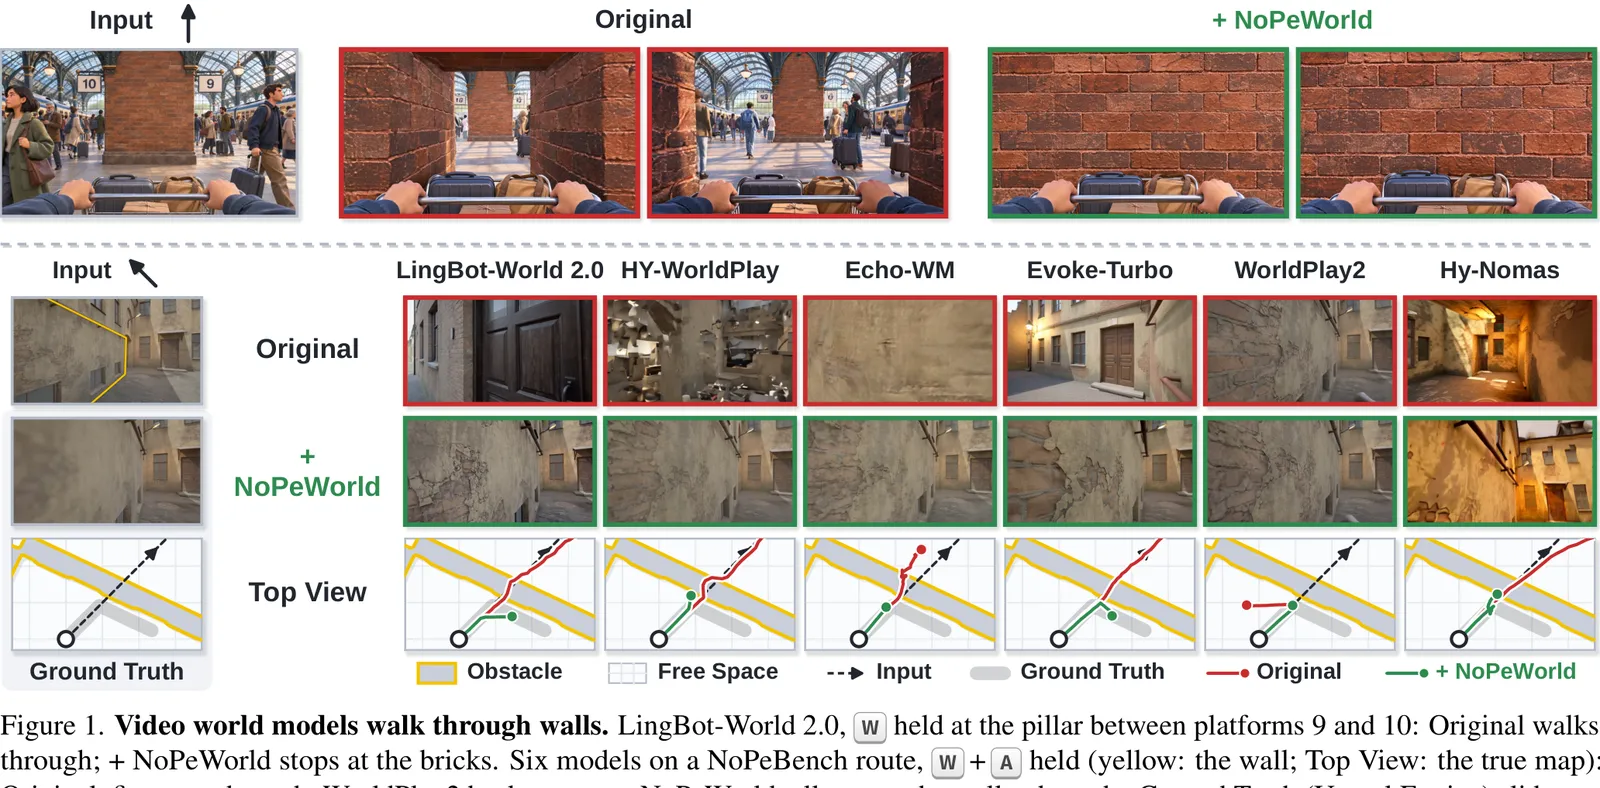 Input
Original
+ NoPeWorld
10
9
Input
LingBot-World 2.0
HY-WorldPlay
Echo-WM
Evoke-Turbo
WorldPlay2
Hy-Nomas
Original
+
NoPeWorld
Top View
Ground Truth
Obstacle
Free Space
Input
Ground Truth
Original
+ NoPeWorld
Figure 1. Video world models walk through walls. LingBot-World 2.0, W held at the pillar between platforms 9 and 10: Original walks
through; + NoPeWorld stops at the bricks. Six models on a NoPeBench route, W + A held (yellow: the wall; Top View: the true map):